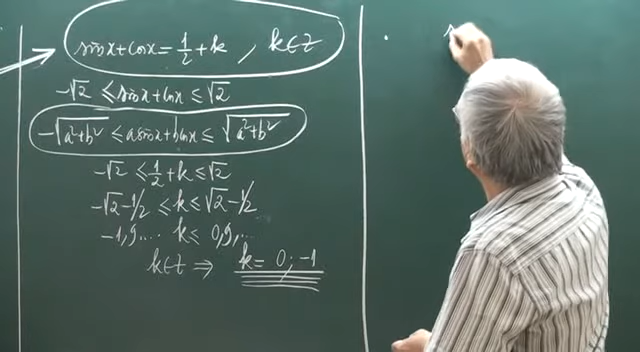 sinx+cosx = 1/2 + k , k∈Z
-√2 ≤ sinx+cosx ≤ √2
-√a²+b² ≤ asinx+bcosx ≤ √a²+b²
-√2 ≤ 1/2 + k ≤ √2
-√2 - 1/2 ≤ k ≤ √2 - 1/2
-1,9.... k ≤ 0,9,...
k∈Z ⇒ k = 0; -1